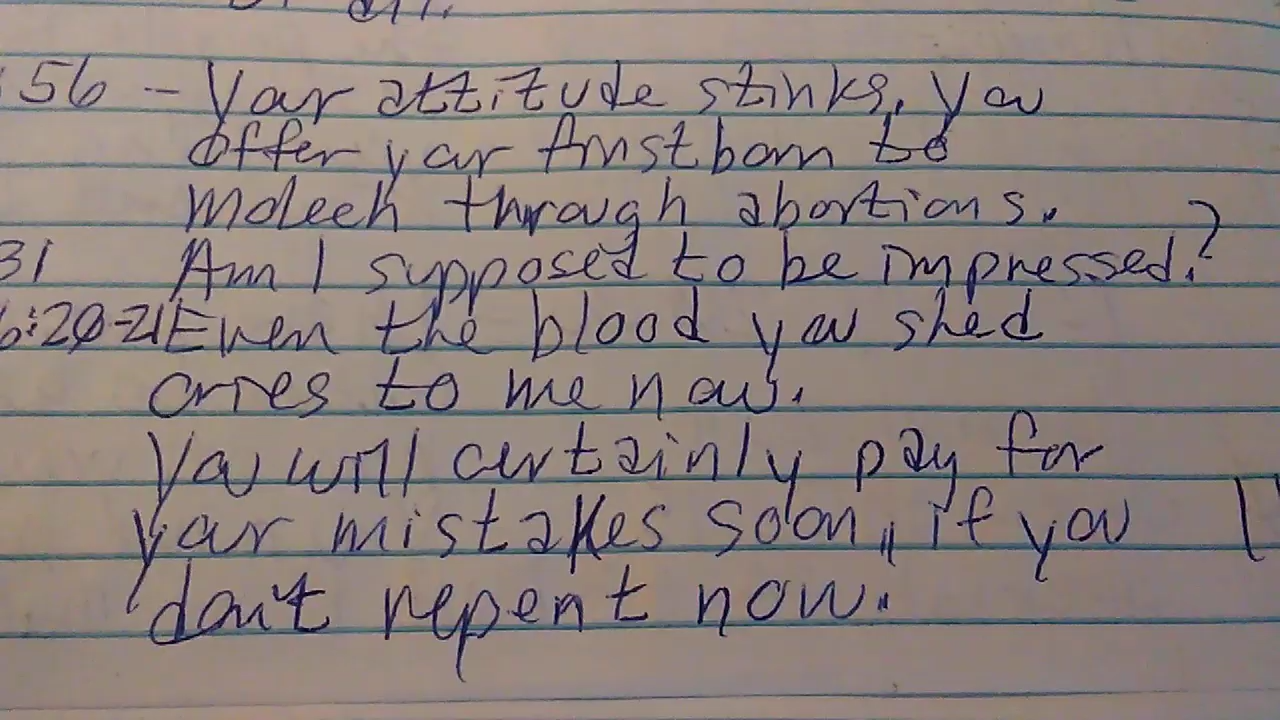 56 - Your attitude stinks, you
offer your firstborn to
Moleck through abortions.
31 Am I supposed to be impressed?
6:20-21 Even the blood you shed
cries to me now.
You will certainly pay for
your mistakes soon, if you
don't repent now.